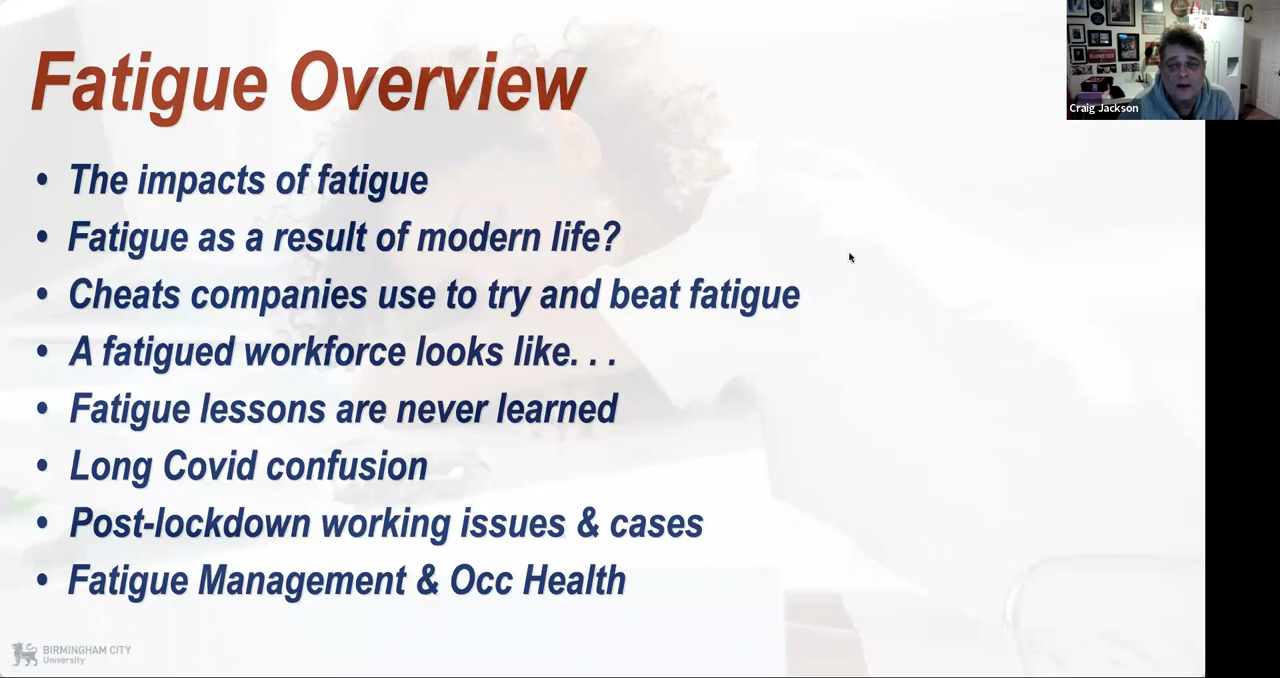 Fatigue Overview
• The impacts of fatigue
• Fatigue as a result of modern life?
• Cheats companies use to try and beat fatigue
• A fatigued workforce looks like. . .
• Fatigue lessons are never learned
• Long Covid confusion
• Post-lockdown working issues & cases
• Fatigue Management & Occ Health
BIRMINGHAM CITY
University
Craig Jackson